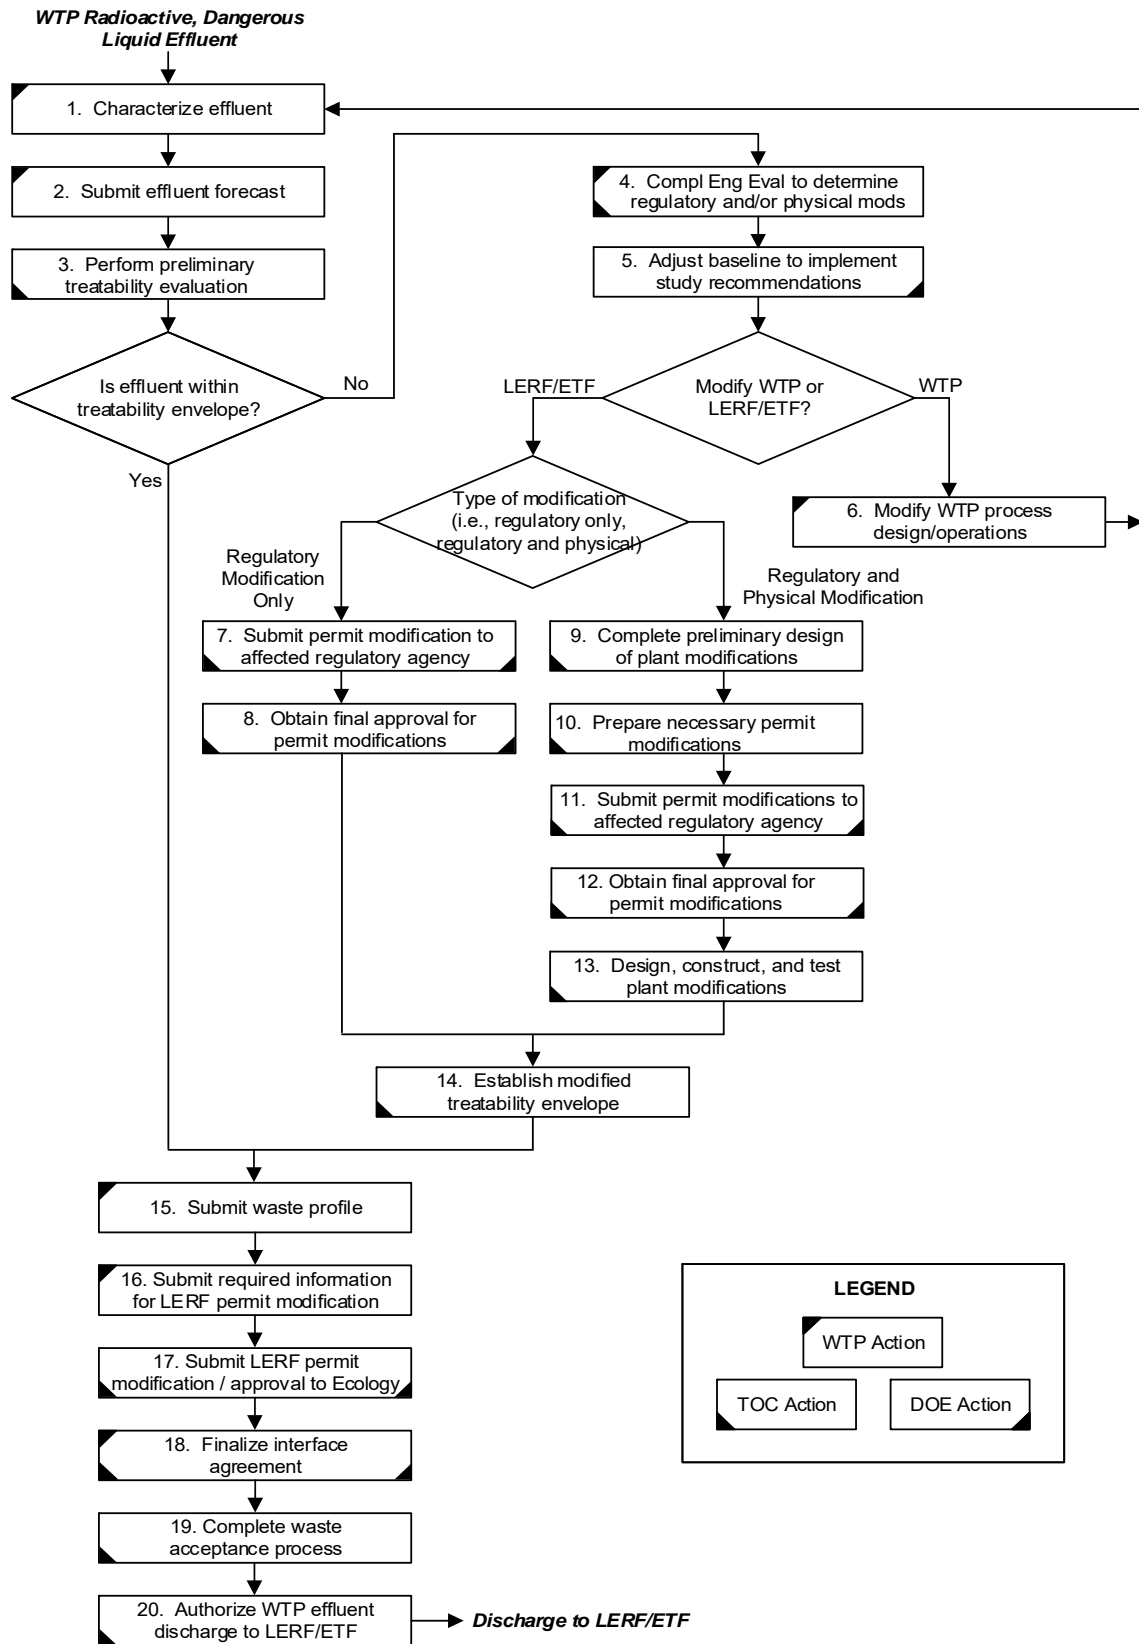 WTP Radioactive, Dangerous
Liquid Effluent
1. Characterize effluent
2. Submit effluent forecast
3. Perform preliminary
treatability evaluation
Is effluent within
treatability envelope?
No
Yes
4. Compl Eng Eval to determine
regulatory and/or physical mods
5. Adjust baseline to implement
study recommendations
Modify WTP or
LERF/ETF?
LERF/ETF
WTP
6. Modify WTP process
design/operations
Type of modification
(i.e., regulatory only,
regulatory and physical)
Regulatory
Modification
Only
Regulatory and
Physical Modification
7. Submit permit modification to
affected regulatory agency
8. Obtain final approval for
permit modifications
9. Complete preliminary design
of plant modifications
10. Prepare necessary permit
modifications
11. Submit permit modifications to
affected regulatory agency
12. Obtain final approval for
permit modifications
13. Design, construct, and test
plant modifications
14. Establish modified
treatability envelope
15. Submit waste profile
16. Submit required information
for LERF permit modification
17. Submit LERF permit
modification / approval to Ecology
18. Finalize interface
agreement
19. Complete waste
acceptance process
20. Authorize WTP effluent
discharge to LERF/ETF
Discharge to LERF/ETF
LEGEND
WTP Action
TOC Action
DOE Action